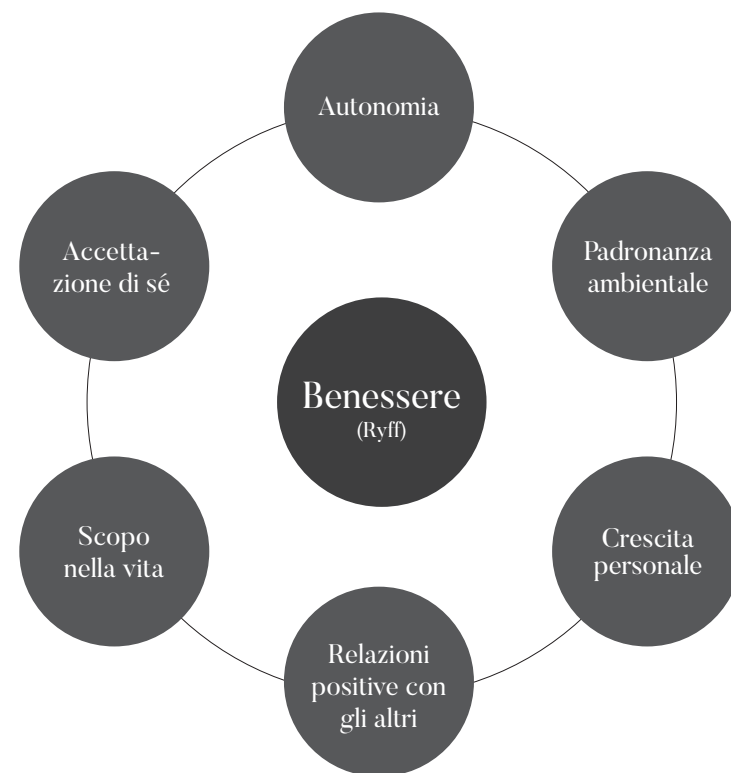 Autonomia
Accetta-
zione di sé
Padronanza
ambientale
Benessere
(Ryff)
Scopo
nella vita
Crescita
personale
Relazioni
positive con
gli altri